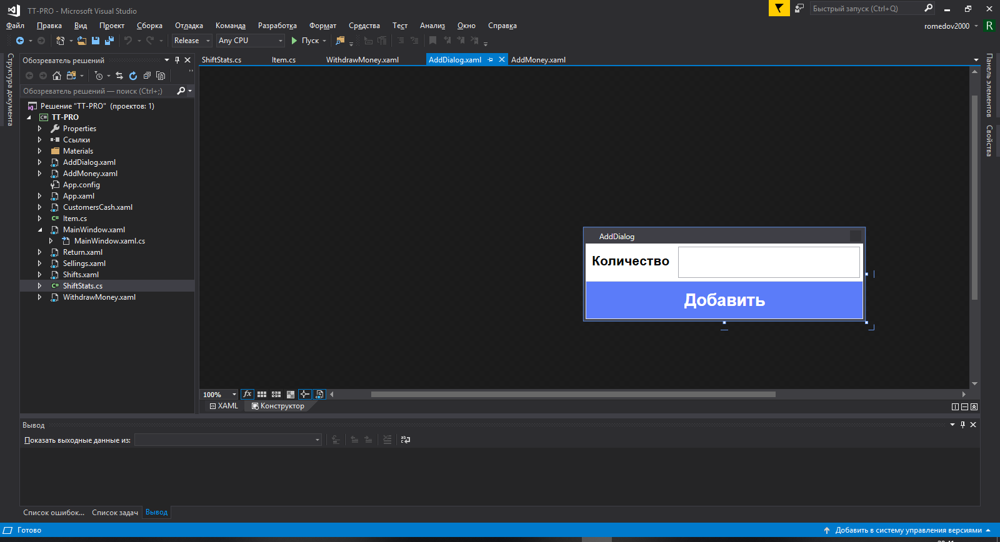 TT-PRO - Microsoft Visual Studio
Быстрый запуск (Ctrl+Q)
Файл Правка Вид Проект Сборка Отладка Команда Разработка Формат Средства Тест Анализ Окно Справка
romedov2000 R
Release Any CPU Пуск
Структура документа
Обозреватель решений
Обозреватель решений — поиск (Ctrl+;)
Решение "TT-PRO" (проектов: 1)
TT-PRO
Properties
Ссылки
Materials
AddDialog.xaml
AddMoney.xaml
App.config
App.xaml
CustomersCash.xaml
Item.cs
MainWindow.xaml
MainWindow.xaml.cs
Return.xaml
Sellings.xaml
Shifts.xaml
ShiftStats.cs
WithdrawMoney.xaml
ShiftStats.cs Item.cs WithdrawMoney.xaml AddDialog.xaml AddMoney.xaml
AddDialog
Количество
Добавить
100%
XAML Конструктор
Панель элементов
Свойства
Вывод
Показать выходные данные из:
Список ошибок... Список задач Вывод
Готово
Добавить в систему управления версиями